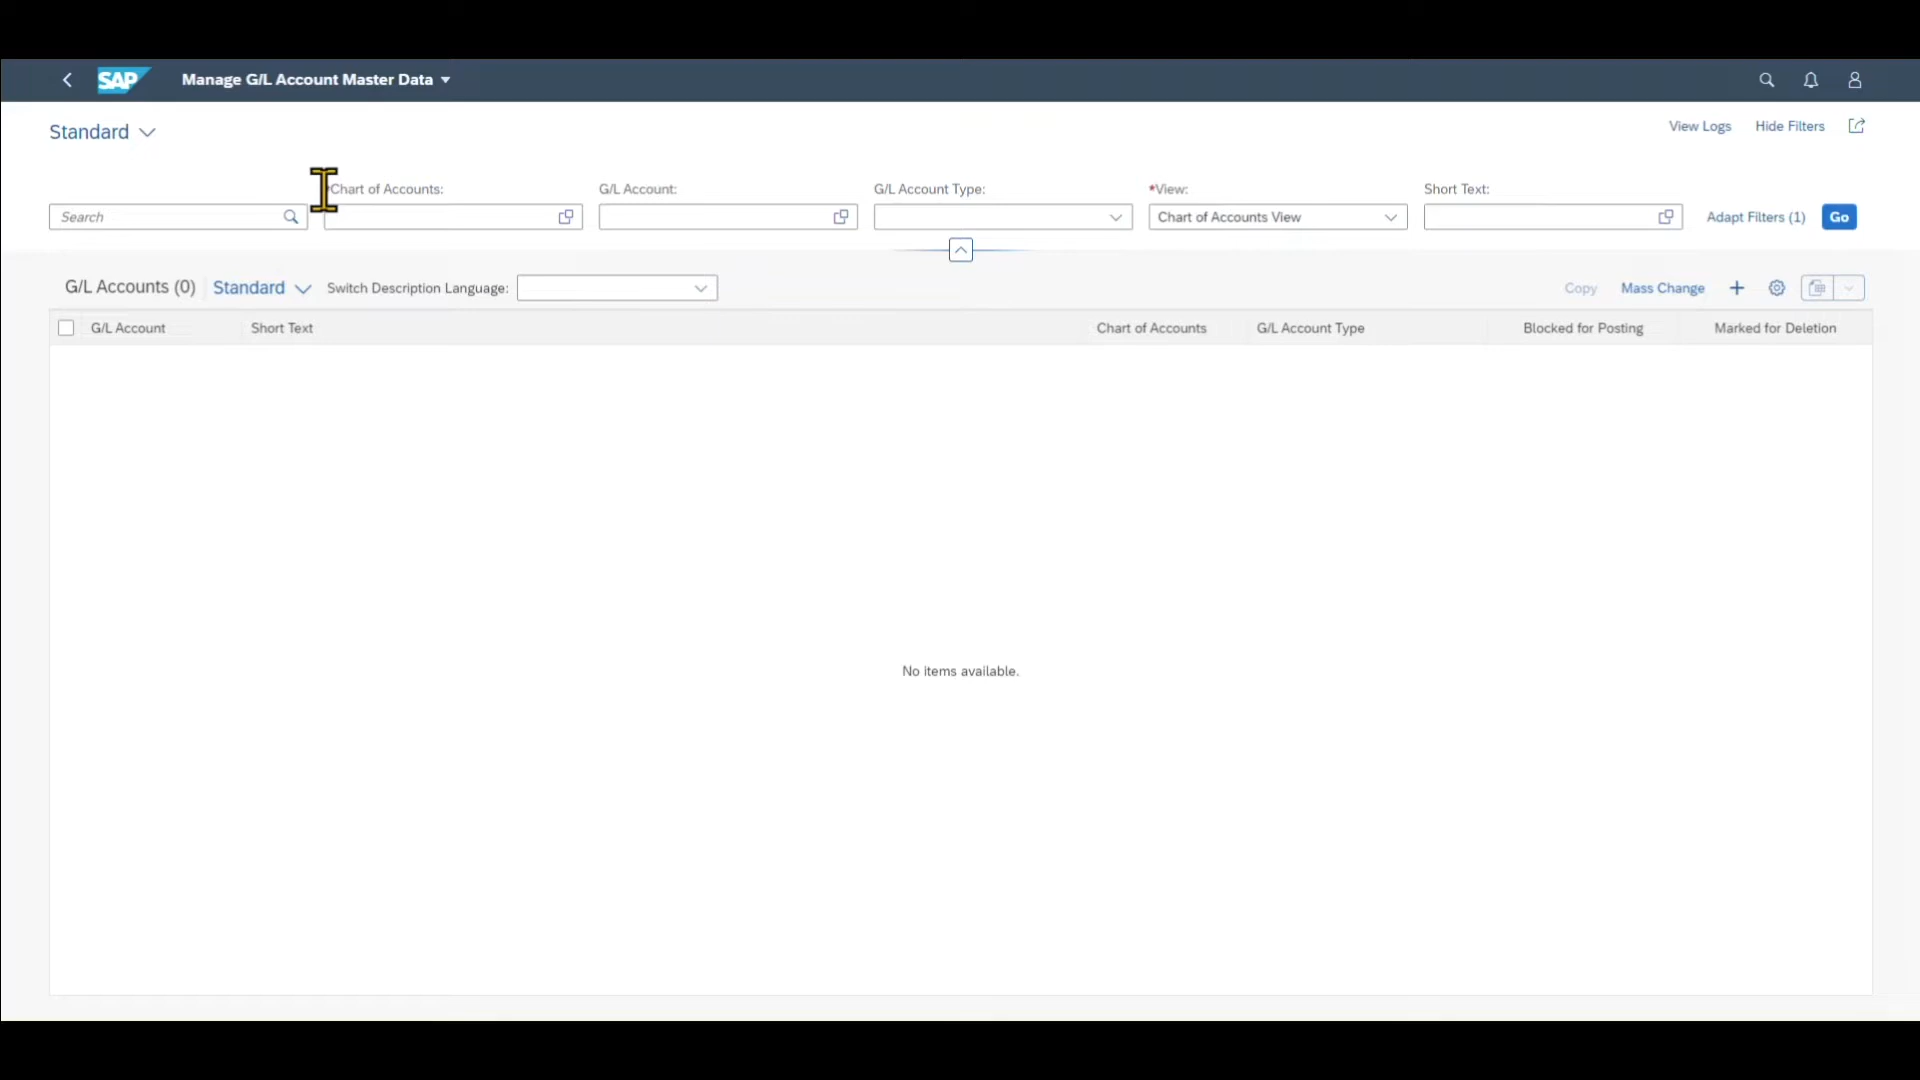 SAP Manage G/L Account Master Data
Standard
View Logs Hide Filters
Chart of Accounts: G/L Account: G/L Account Type: *View: Short Text:
Search Chart of Accounts View Adapt Filters (1) Go
G/L Accounts (0) Standard Switch Description Language: Copy Mass Change
G/L Account Short Text Chart of Accounts G/L Account Type Blocked for Posting Marked for Deletion
No items available.